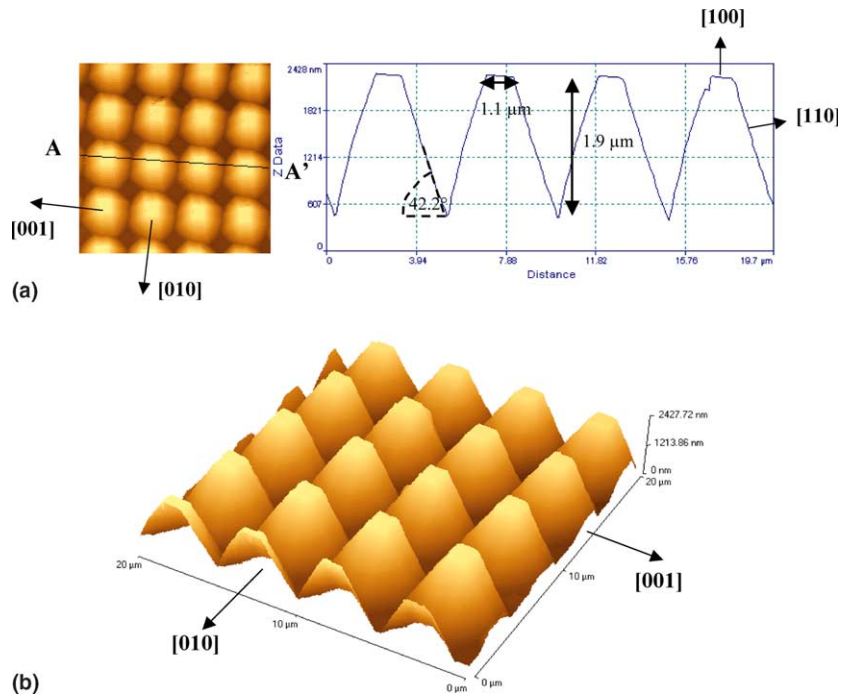 A
A'
[001]
[010]
(a)
[100]
[110]
2428 nm
1821
1214
607
0
Z Data
1.1 µm
1.9 µm
42.2°
0
3.94
7.88
11.82
15.76
19.7 µm
Distance
2427.72 nm
1213.86 nm
0 nm
20 µm
10 µm
0 µm
20 µm
10 µm
0 µm
[001]
[010]
(b)